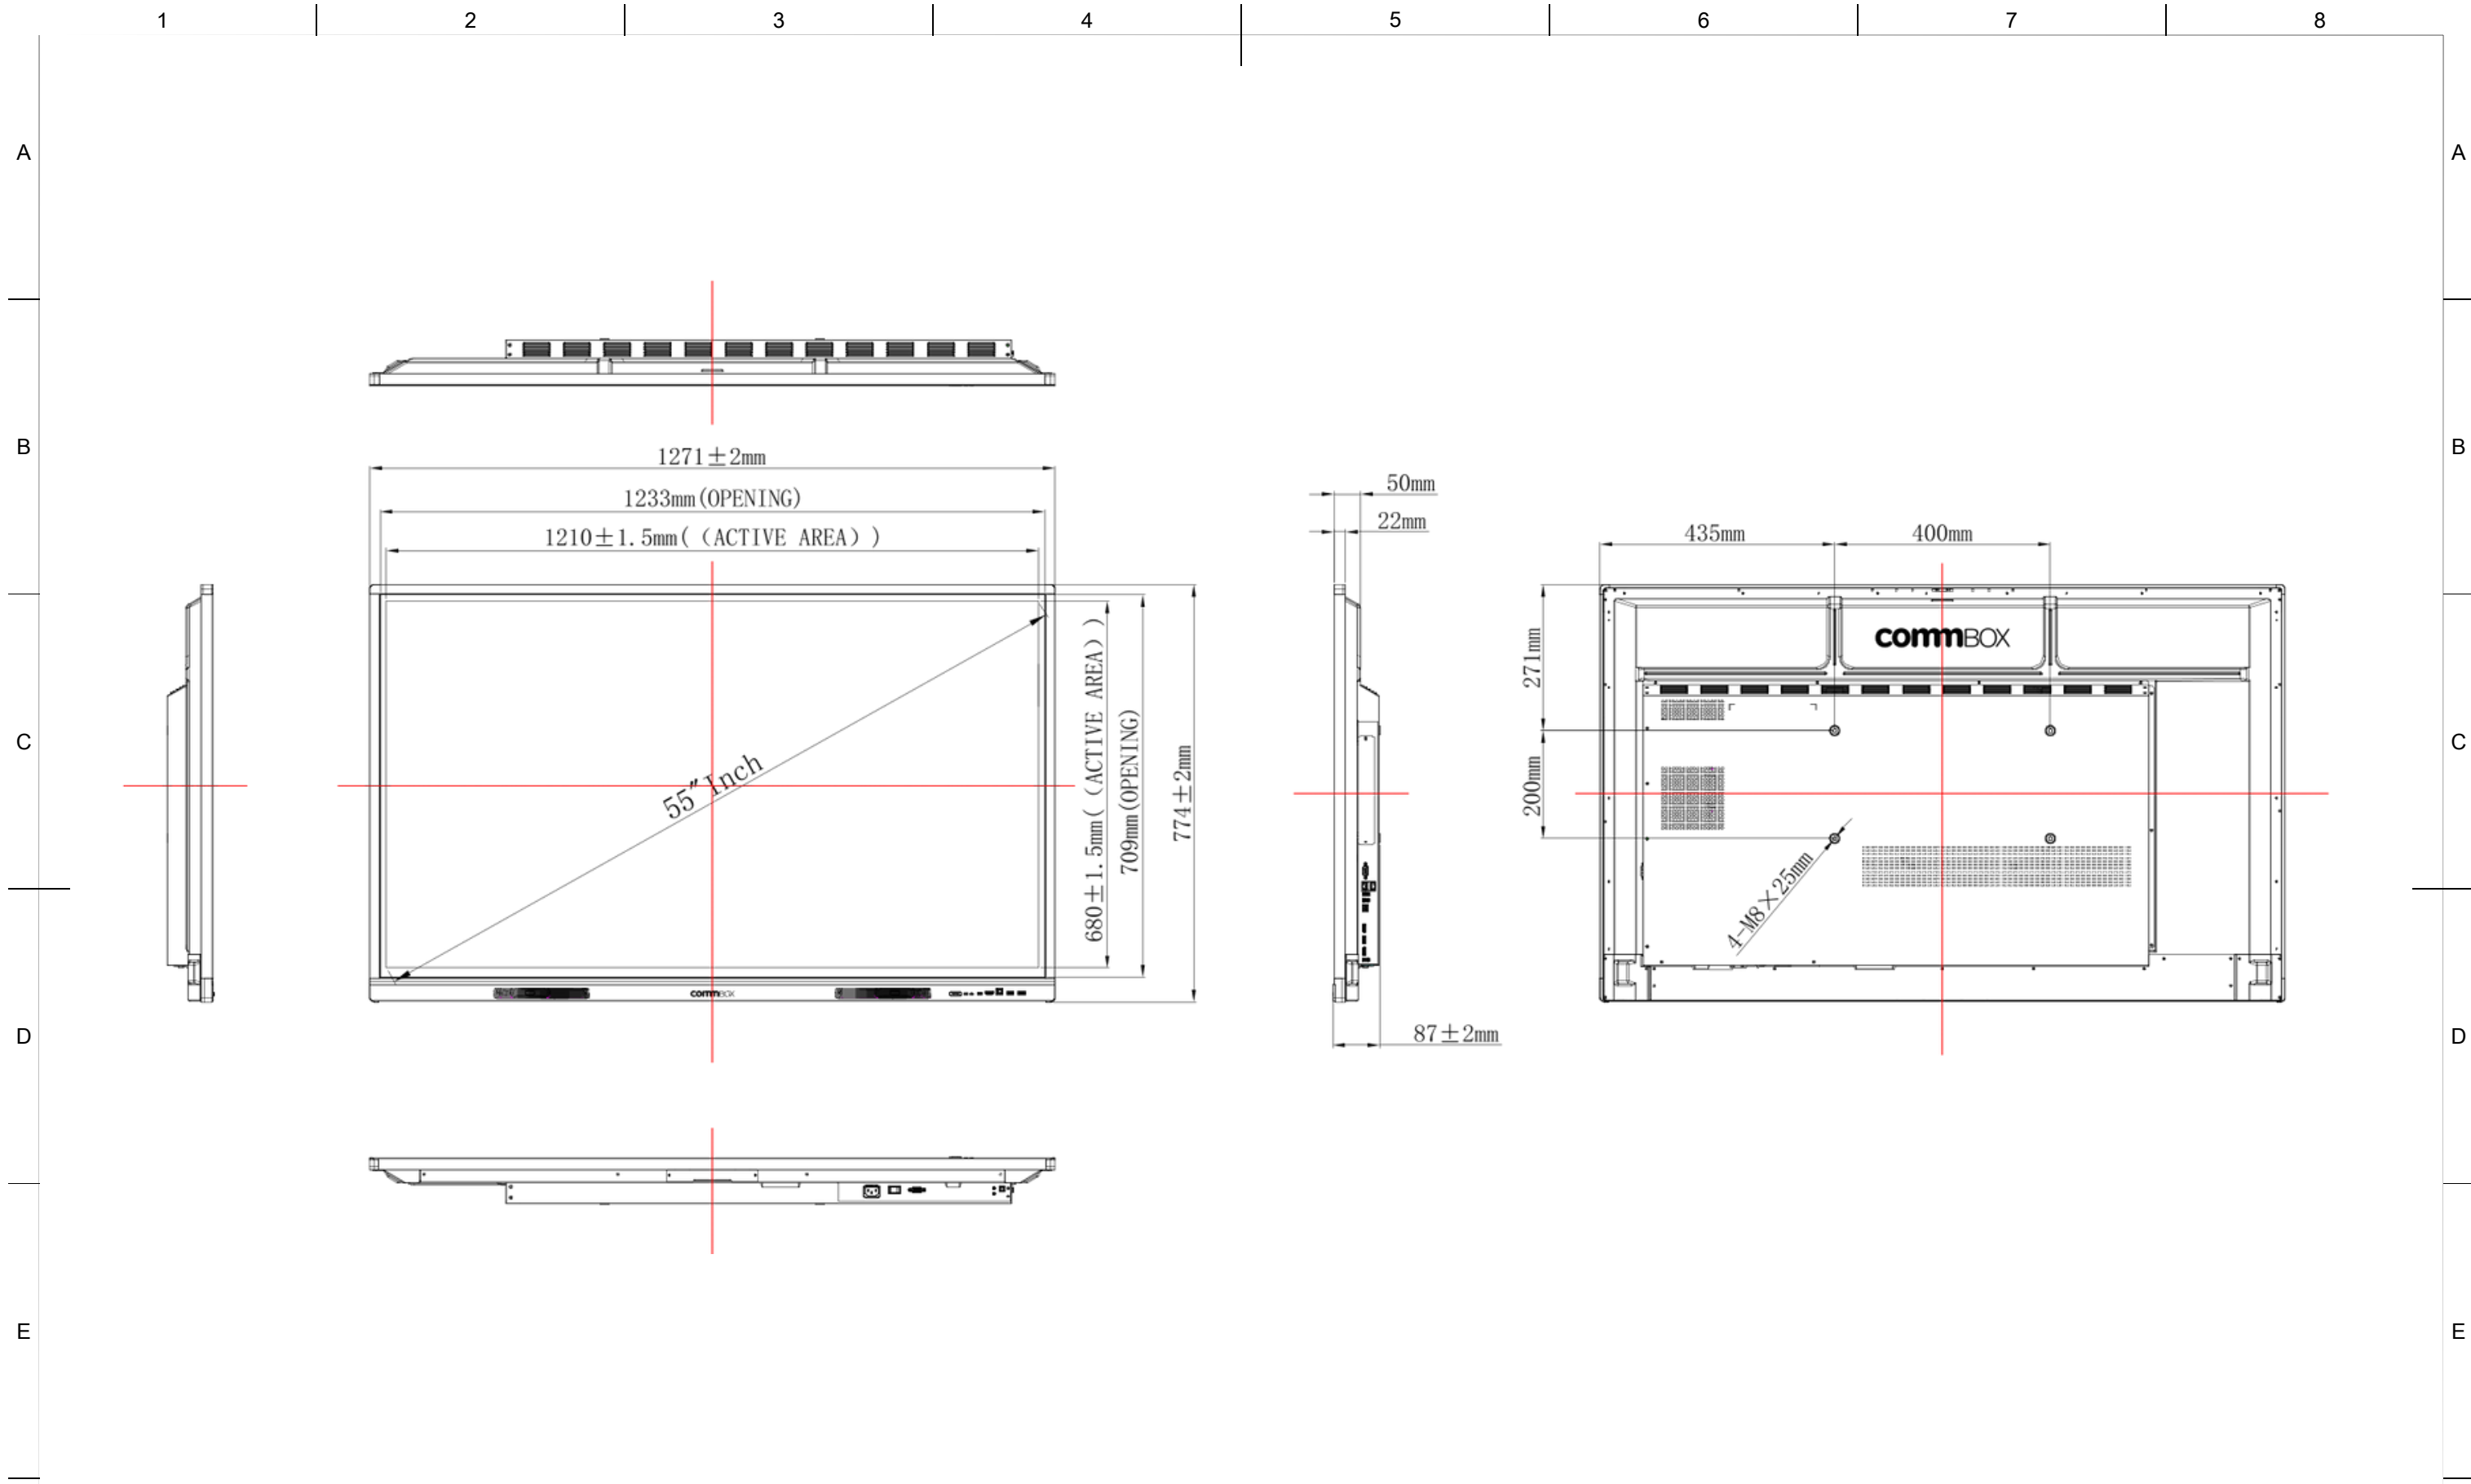 1 2 3 4 5 6 7 8
A A
B B
C C
D D
E E
1271±2mm
1233mm(OPENING)
1210±1.5mm((ACTIVE AREA))
55″Inch
680±1.5mm((ACTIVE AREA))
709mm(OPENING)
774±2mm
commBOX
50mm
22mm
87±2mm
435mm
400mm
271mm
200mm
commBOX
4-M8×25mm